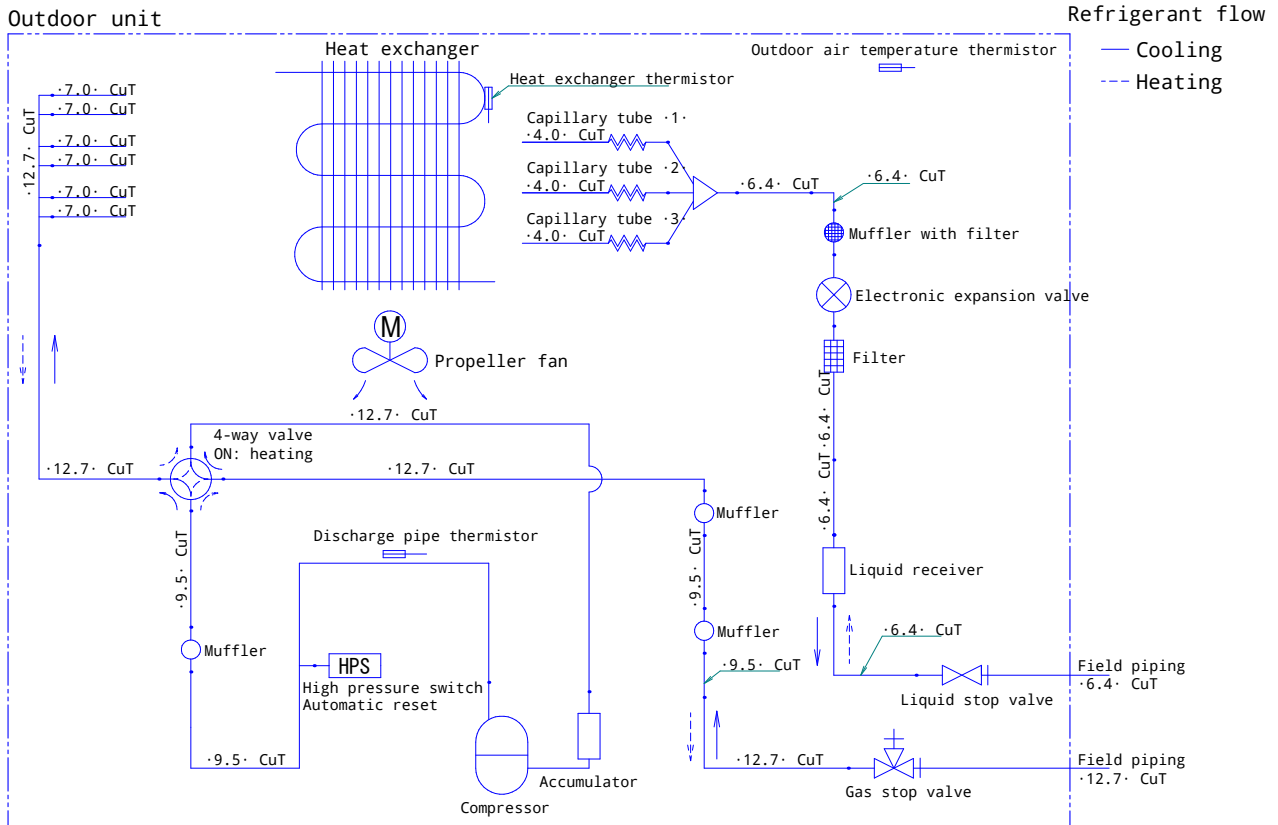 Outdoor unit
Refrigerant flow
Cooling
Heating
Heat exchanger
Outdoor air temperature thermistor
Heat exchanger thermistor
·7.0· CuT
·7.0· CuT
·7.0· CuT
·7.0· CuT
·7.0· CuT
·7.0· CuT
·12.7· CuT
Capillary tube ·1·
·4.0· CuT
Capillary tube ·2·
·4.0· CuT
Capillary tube ·3·
·4.0· CuT
·6.4· CuT
·6.4· CuT
Muffler with filter
Electronic expansion valve
Filter
M
Propeller fan
·12.7· CuT
4-way valve
ON: heating
·12.7· CuT
·12.7· CuT
·6.4· CuT
·6.4· CuT
Muffler
Discharge pipe thermistor
·9.5· CuT
·9.5· CuT
Liquid receiver
Muffler
Muffler
·6.4· CuT
HPS
High pressure switch
Automatic reset
·9.5· CuT
Field piping
·6.4· CuT
Liquid stop valve
·9.5· CuT
·12.7· CuT
Field piping
·12.7· CuT
Accumulator
Compressor
Gas stop valve